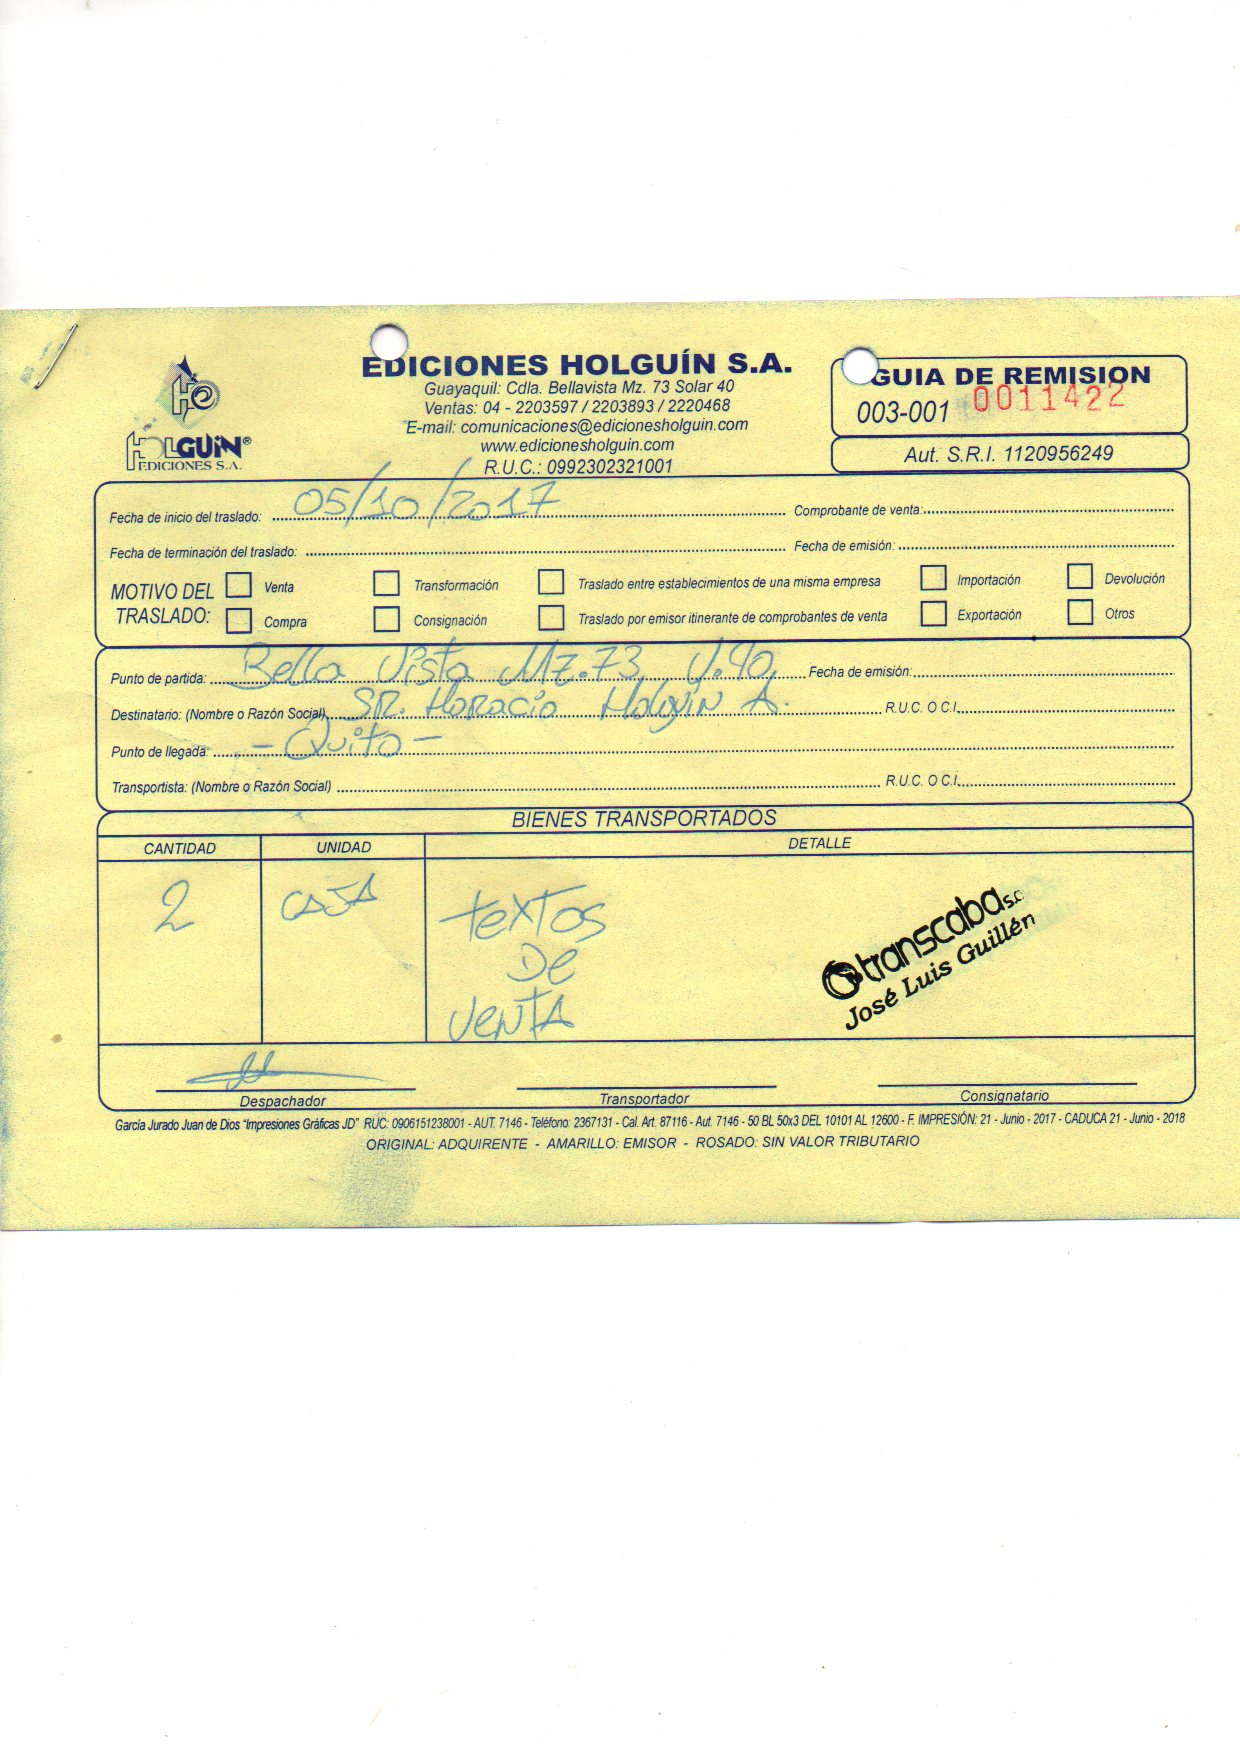 EDICIONES HOLGUÍN S.A.
Guayaquil: Cdla. Bellavista Mz. 73 Solar 40
Ventas: 04 - 2203597 / 2203893 / 2220468
E-mail: comunicaciones@edicionesholguin.com
www.edicionesholguin.com
R.U.C.: 0992302321001
HOLGUÍN®
EDICIONES S.A.
GUIA DE REMISION
003-001 0011422
Aut. S.R.I. 1120956249
Fecha de inicio del traslado: 05/10/2017 Comprobante de venta:
Fecha de terminación del traslado: Fecha de emisión:
MOTIVO DEL TRASLADO:
Venta Transformación Traslado entre establecimientos de una misma empresa Importación Devolución
Compra Consignación Traslado por emisor itinerante de comprobantes de venta Exportación Otros
Punto de partida: Bella Vista Mz. 73 V. 40 Fecha de emisión:
Destinatario: (Nombre o Razón Social) SR. Horacio Holguin A. R.U.C. O C.I.
Punto de llegada: - Quito -
Transportista: (Nombre o Razón Social) R.U.C. O C.I.
BIENES TRANSPORTADOS
CANTIDAD UNIDAD DETALLE
2 CAJA textos
De
VentA
transcaba s.a.
José Luis Guillén
Despachador Transportador Consignatario
García Jurado Juan de Dios "Impresiones Gráficas JD" RUC: 0906151238001 - AUT. 7146 - Teléfono: 2367131 - Cal. Art. 87116 - Aut. 7146 - 50 BL 50x3 DEL 10101 AL 12600 - F. IMPRESIÓN: 21 - Junio - 2017 - CADUCA 21 - Junio - 2018
ORIGINAL: ADQUIRENTE - AMARILLO: EMISOR - ROSADO: SIN VALOR TRIBUTARIO